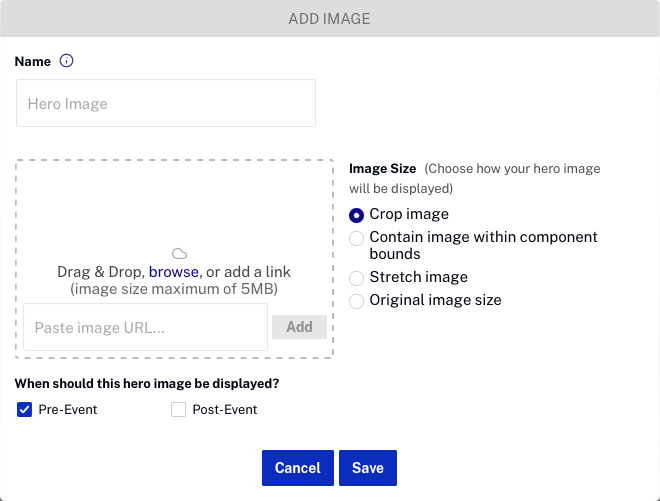 ADD IMAGE
Name
Hero Image
Drag & Drop, browse, or add a link
(image size maximum of 5MB)
Paste image URL...
Add
Image Size (Choose how your hero image
will be displayed)
Crop image
Contain image within component
bounds
Stretch image
Original image size
When should this hero image be displayed?
Pre-Event
Post-Event
Cancel
Save